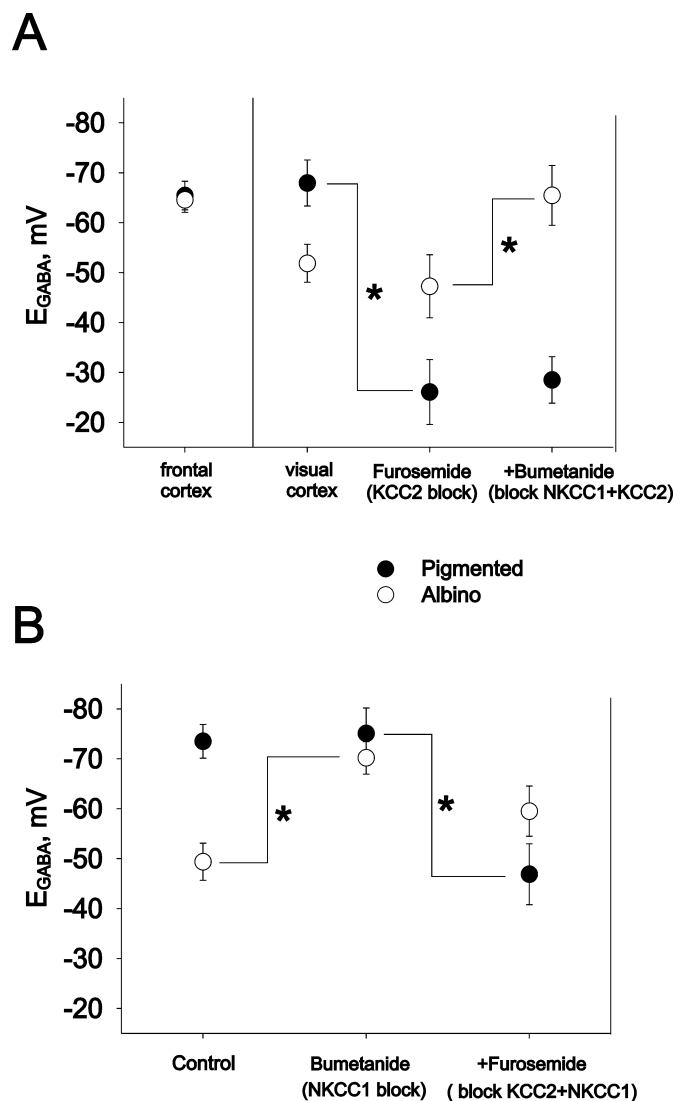 A
-80
-70
-60
-50
-40
-30
-20
EGABA, mV
*
*
frontal
cortex
visual
cortex
Furosemide
(KCC2 block)
+Bumetanide
(block NKCC1+KCC2)
Pigmented
Albino
B
-80
-70
-60
-50
-40
-30
-20
EGABA, mV
*
*
Control
Bumetanide
(NKCC1 block)
+Furosemide
( block KCC2+NKCC1)